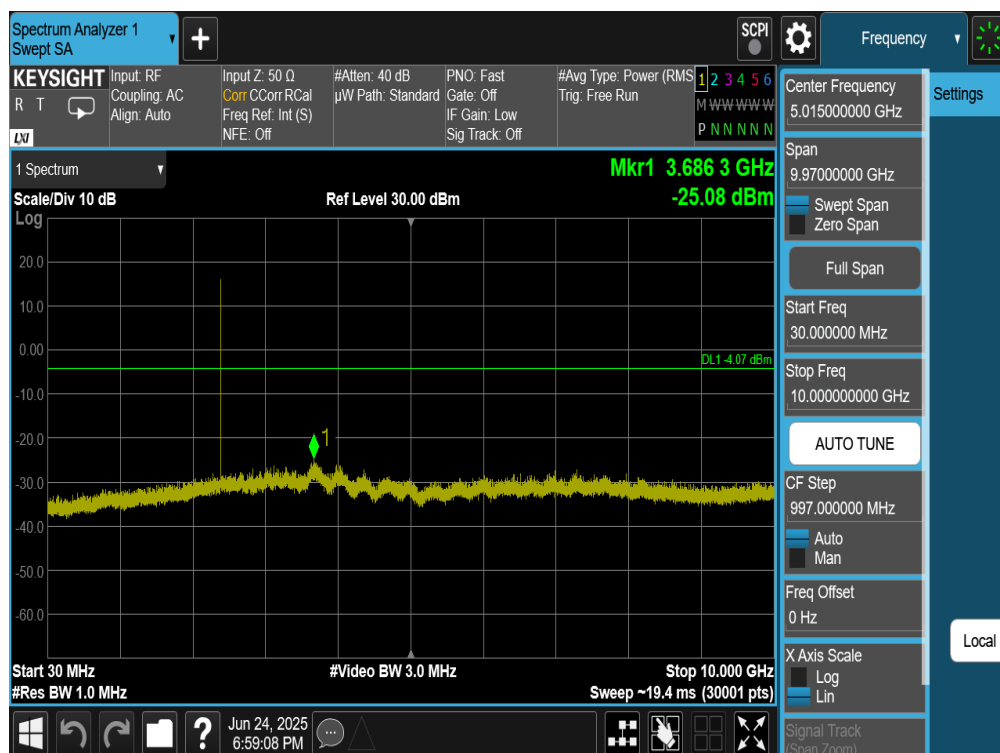 Spectrum Analyzer 1
Swept SA
+
SCPI
Frequency
KEYSIGHT
R T
LXI
Input: RF
Coupling: AC
Align: Auto
Input Z: 50 Ω
Corr CCorr RCal
Freq Ref: Int (S)
NFE: Off
#Atten: 40 dB
µW Path: Standard
PNO: Fast
Gate: Off
IF Gain: Low
Sig Track: Off
#Avg Type: Power (RMS
Trig: Free Run
1 2 3 4 5 6
M W W W W W
P N N N N N
1 Spectrum
Mkr1 3.686 3 GHz
Scale/Div 10 dB
Ref Level 30.00 dBm
-25.08 dBm
Log
20.0
10.0
0.00
DL1 -4.07 dBm
-10.0
1
-20.0
-30.0
-40.0
-50.0
-60.0
Start 30 MHz
#Video BW 3.0 MHz
Stop 10.000 GHz
#Res BW 1.0 MHz
Sweep ~19.4 ms (30001 pts)
Center Frequency
5.015000000 GHz
Settings
Span
9.97000000 GHz
Swept Span
Zero Span
Full Span
Start Freq
30.000000 MHz
Stop Freq
10.000000000 GHz
AUTO TUNE
CF Step
997.000000 MHz
Auto
Man
Freq Offset
0 Hz
Local
X Axis Scale
Log
Lin
Signal Track
(Span Zoom)
?
Jun 24, 2025
6:59:08 PM